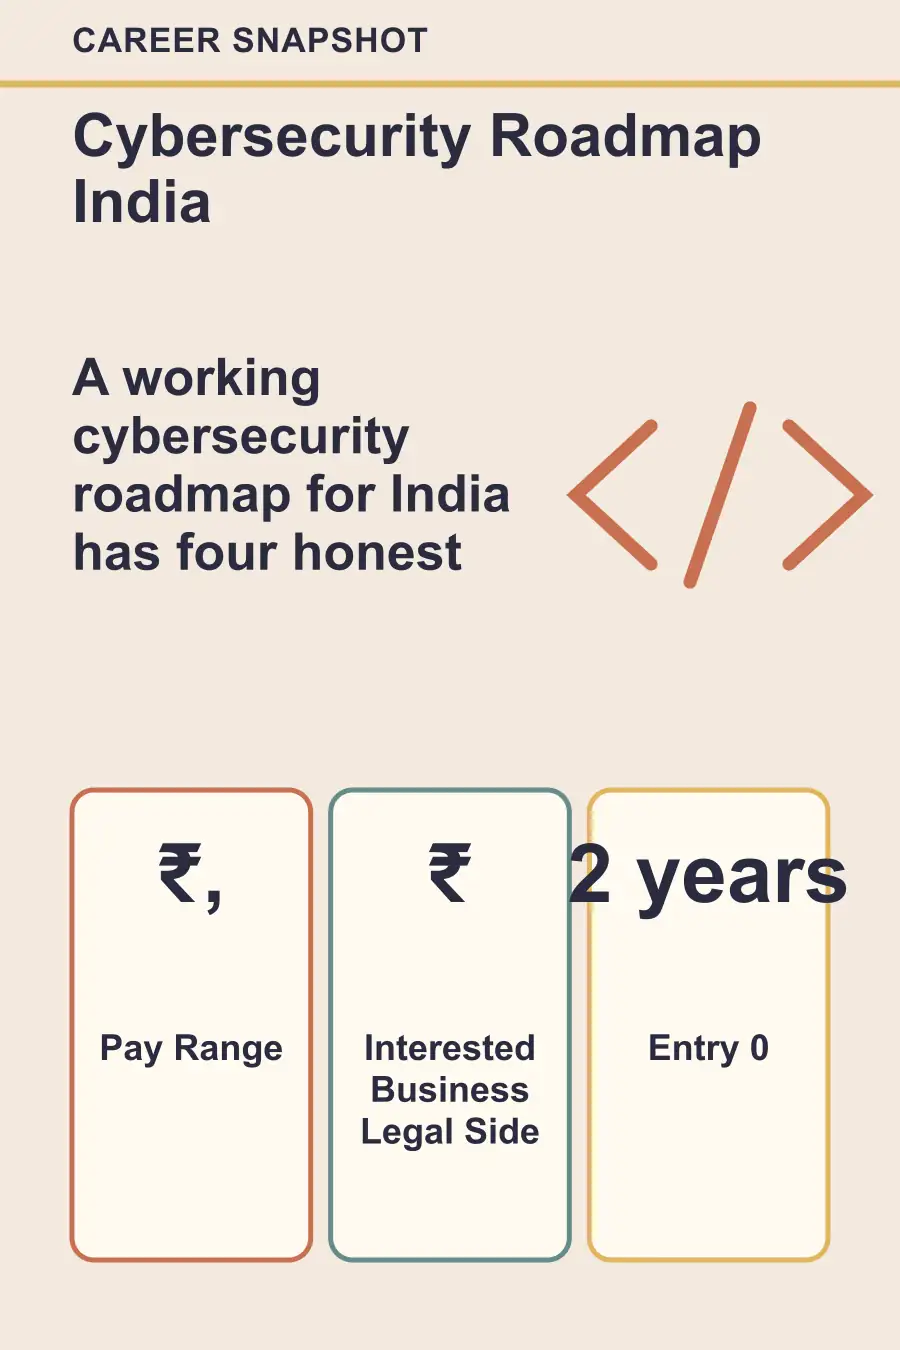 CAREER SNAPSHOT
Cybersecurity Roadmap
India
A working
cybersecurity
roadmap for India
has four honest
₹,
Pay Range
₹
Interested
Business
Legal Side
2 years
Entry 0